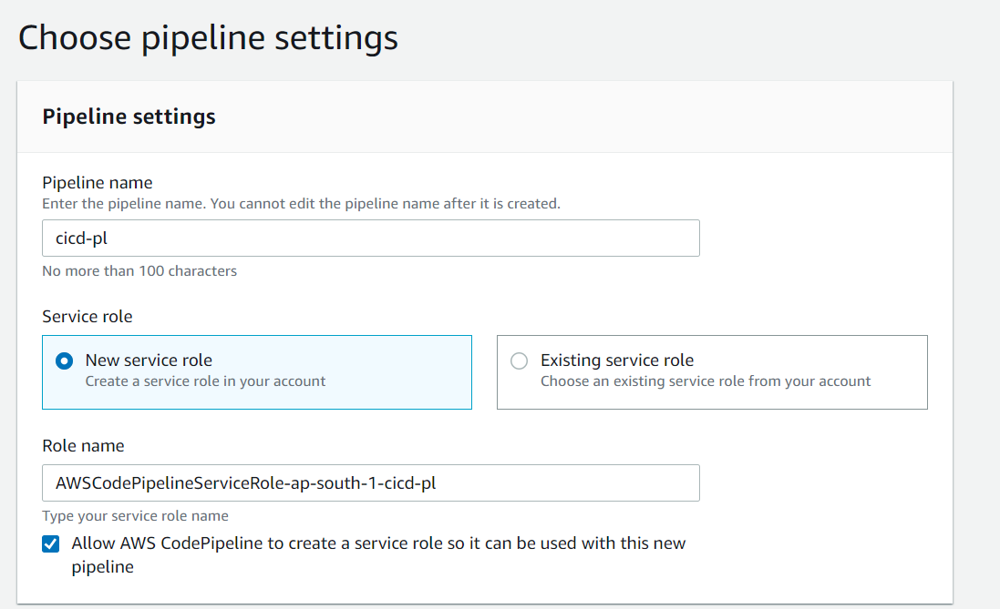 Choose pipeline settings
Pipeline settings
Pipeline name
Enter the pipeline name. You cannot edit the pipeline name after it is created.
cicd-pl
No more than 100 characters
Service role
New service role
Create a service role in your account
Existing service role
Choose an existing service role from your account
Role name
AWSCodePipelineServiceRole-ap-south-1-cicd-pl
Type your service role name
Allow AWS CodePipeline to create a service role so it can be used with this new
pipeline